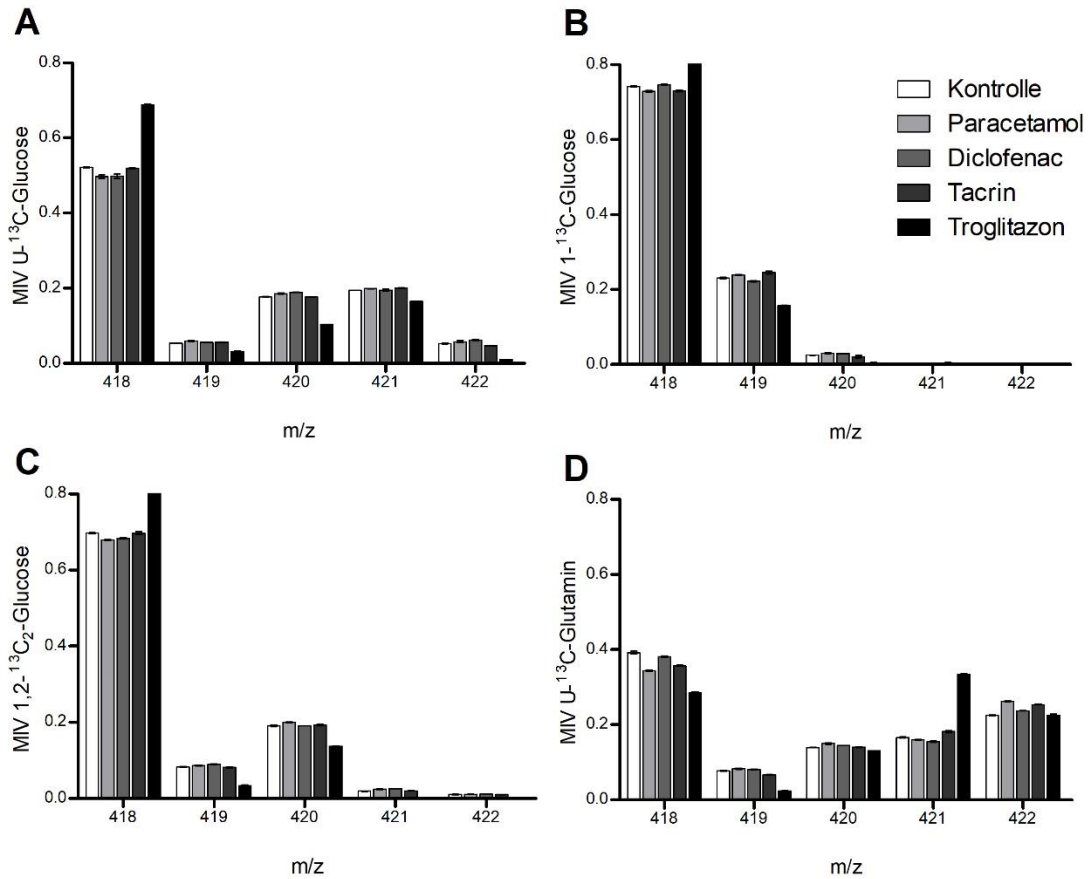 A
MIV U-¹³C-Glucose
0.8
0.6
0.4
0.2
0.0
418 419 420 421 422
m/z
B
MIV 1-¹³C-Glucose
0.8
0.6
0.4
0.2
0.0
418 419 420 421 422
m/z
Kontrolle
Paracetamol
Diclofenac
Tacrin
Troglitazon
C
MIV 1,2-¹³C₂-Glucose
0.8
0.6
0.4
0.2
0.0
418 419 420 421 422
m/z
D
MIV U-¹³C-Glutamin
0.8
0.6
0.4
0.2
0.0
418 419 420 421 422
m/z